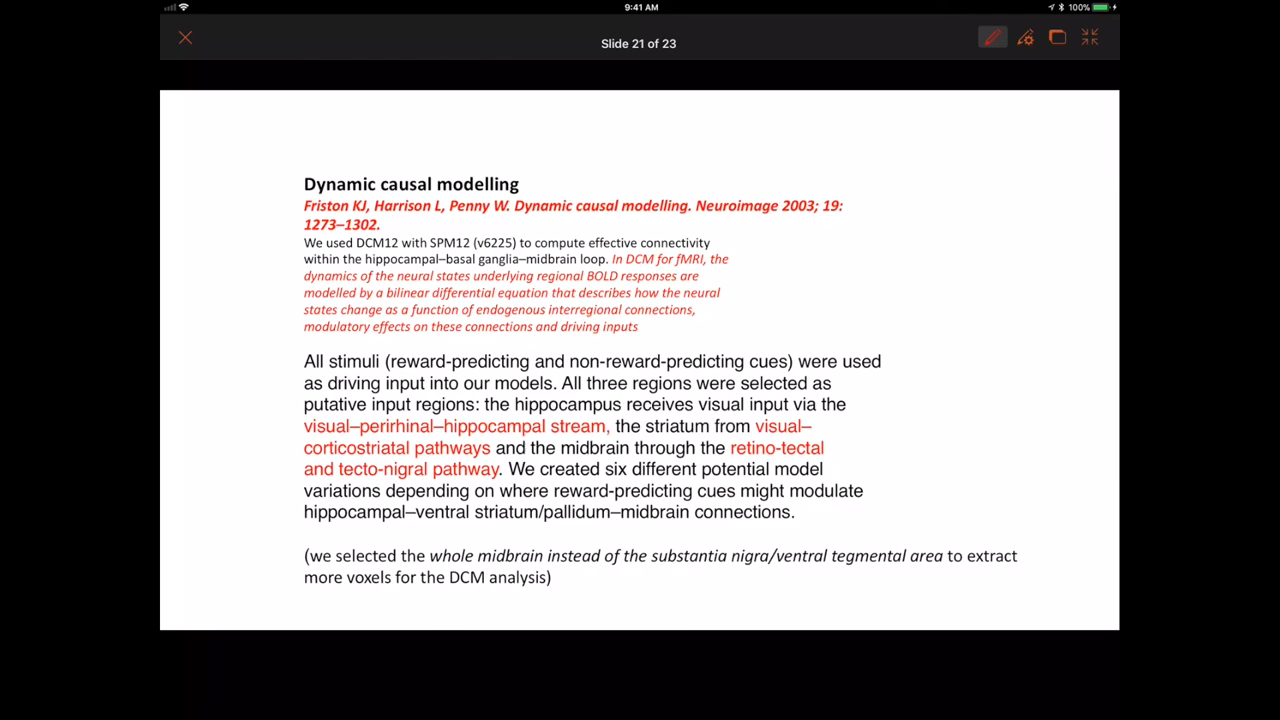 9:41 AM
100%
Slide 21 of 23
Dynamic causal modelling
Friston KJ, Harrison L, Penny W. Dynamic causal modelling. Neuroimage 2003; 19:
1273–1302.
We used DCM12 with SPM12 (v6225) to compute effective connectivity
within the hippocampal–basal ganglia–midbrain loop. In DCM for fMRI, the
dynamics of the neural states underlying regional BOLD responses are
modelled by a bilinear differential equation that describes how the neural
states change as a function of endogenous interregional connections,
modulatory effects on these connections and driving inputs
All stimuli (reward-predicting and non-reward-predicting cues) were used
as driving input into our models. All three regions were selected as
putative input regions: the hippocampus receives visual input via the
visual–perirhinal–hippocampal stream, the striatum from visual–
corticostriatal pathways and the midbrain through the retino-tectal
and tecto-nigral pathway. We created six different potential model
variations depending on where reward-predicting cues might modulate
hippocampal–ventral striatum/pallidum–midbrain connections.
(we selected the whole midbrain instead of the substantia nigra/ventral tegmental area to extract
more voxels for the DCM analysis)